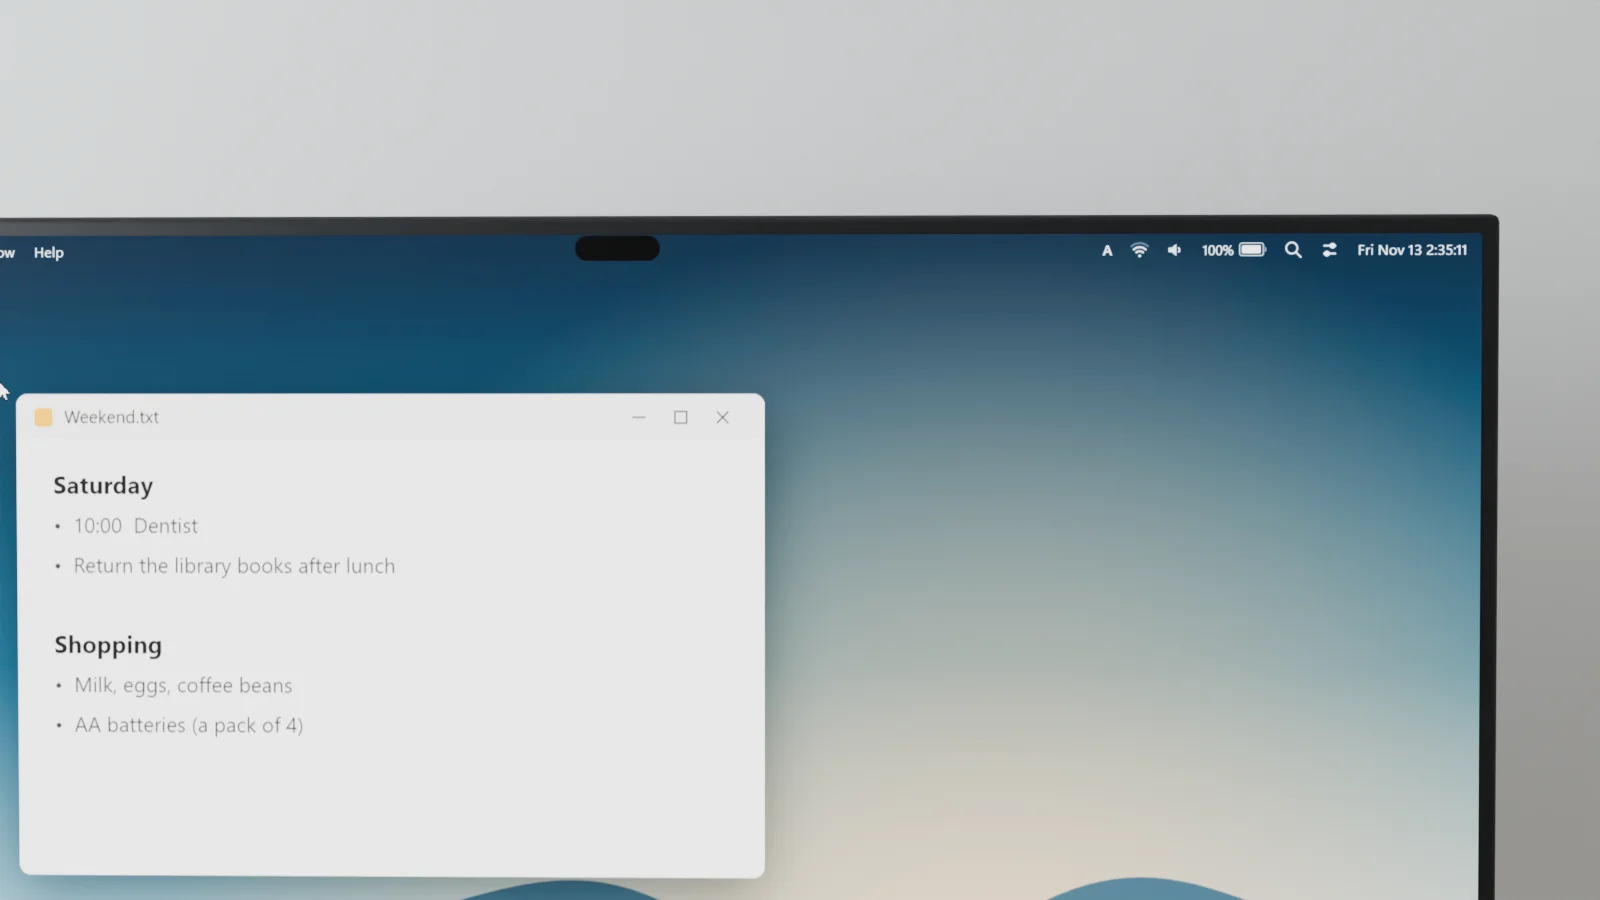 Help
A 100% Fri Nov 13 2:35:11
Weekend.txt
Saturday
• 10:00 Dentist
• Return the library books after lunch
Shopping
• Milk, eggs, coffee beans
• AA batteries (a pack of 4)